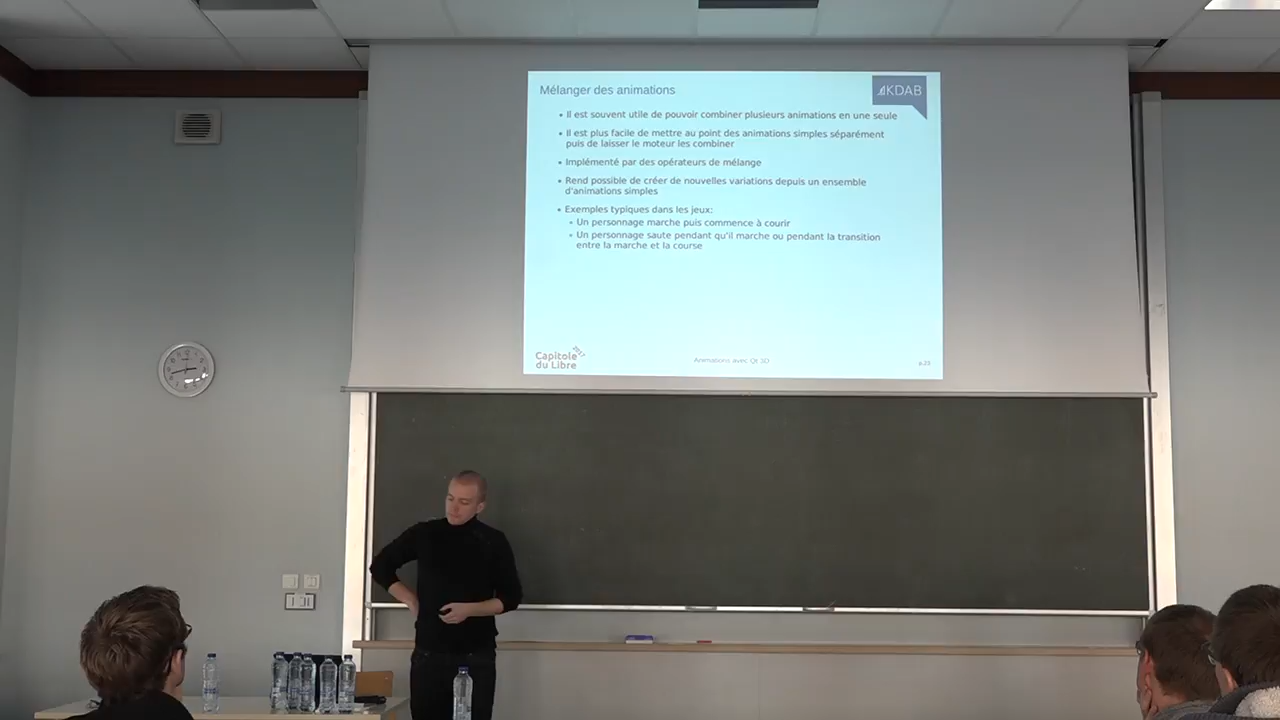 Mélanger des animations
KDAB
• Il est souvent utile de pouvoir combiner plusieurs animations en une seule
• Il est plus facile de mettre au point des animations simples séparément
puis de laisser le moteur les combiner
• Implémenté par des opérateurs de mélange
• Rend possible de créer de nouvelles variations depuis un ensemble
d'animations simples
• Exemples typiques dans les jeux:
• Un personnage marche puis commence à courir
• Un personnage saute pendant qu'il marche ou pendant la transition
entre la marche et la course
Capitole
du Libre
2017
Animations avec Qt 3D